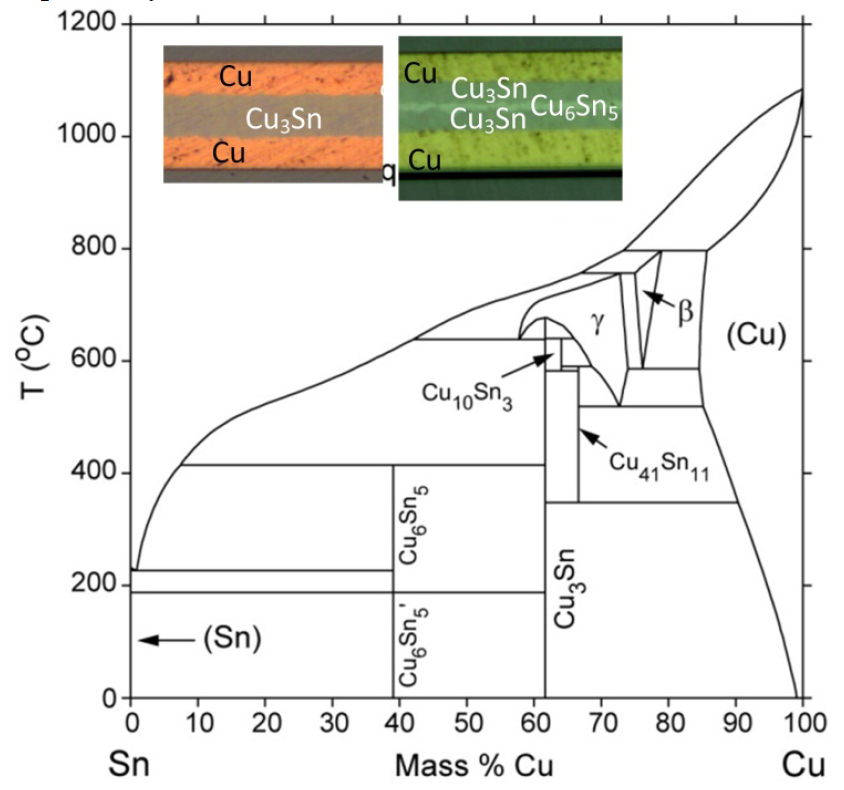 1200
1000
800
600
400
200
0
T (°C)
Cu
Cu₃Sn
Cu
Cu
Cu₃Sn
Cu₆Sn₅
Cu₃Sn
Cu
q
β
γ
(Cu)
Cu₁₀Sn₃
Cu₄₁Sn₁₁
Cu₆Sn₅
Cu₃Sn
Cu₆Sn₅'
(Sn)
0 10 20 30 40 50 60 70 80 90 100
Sn Mass % Cu Cu